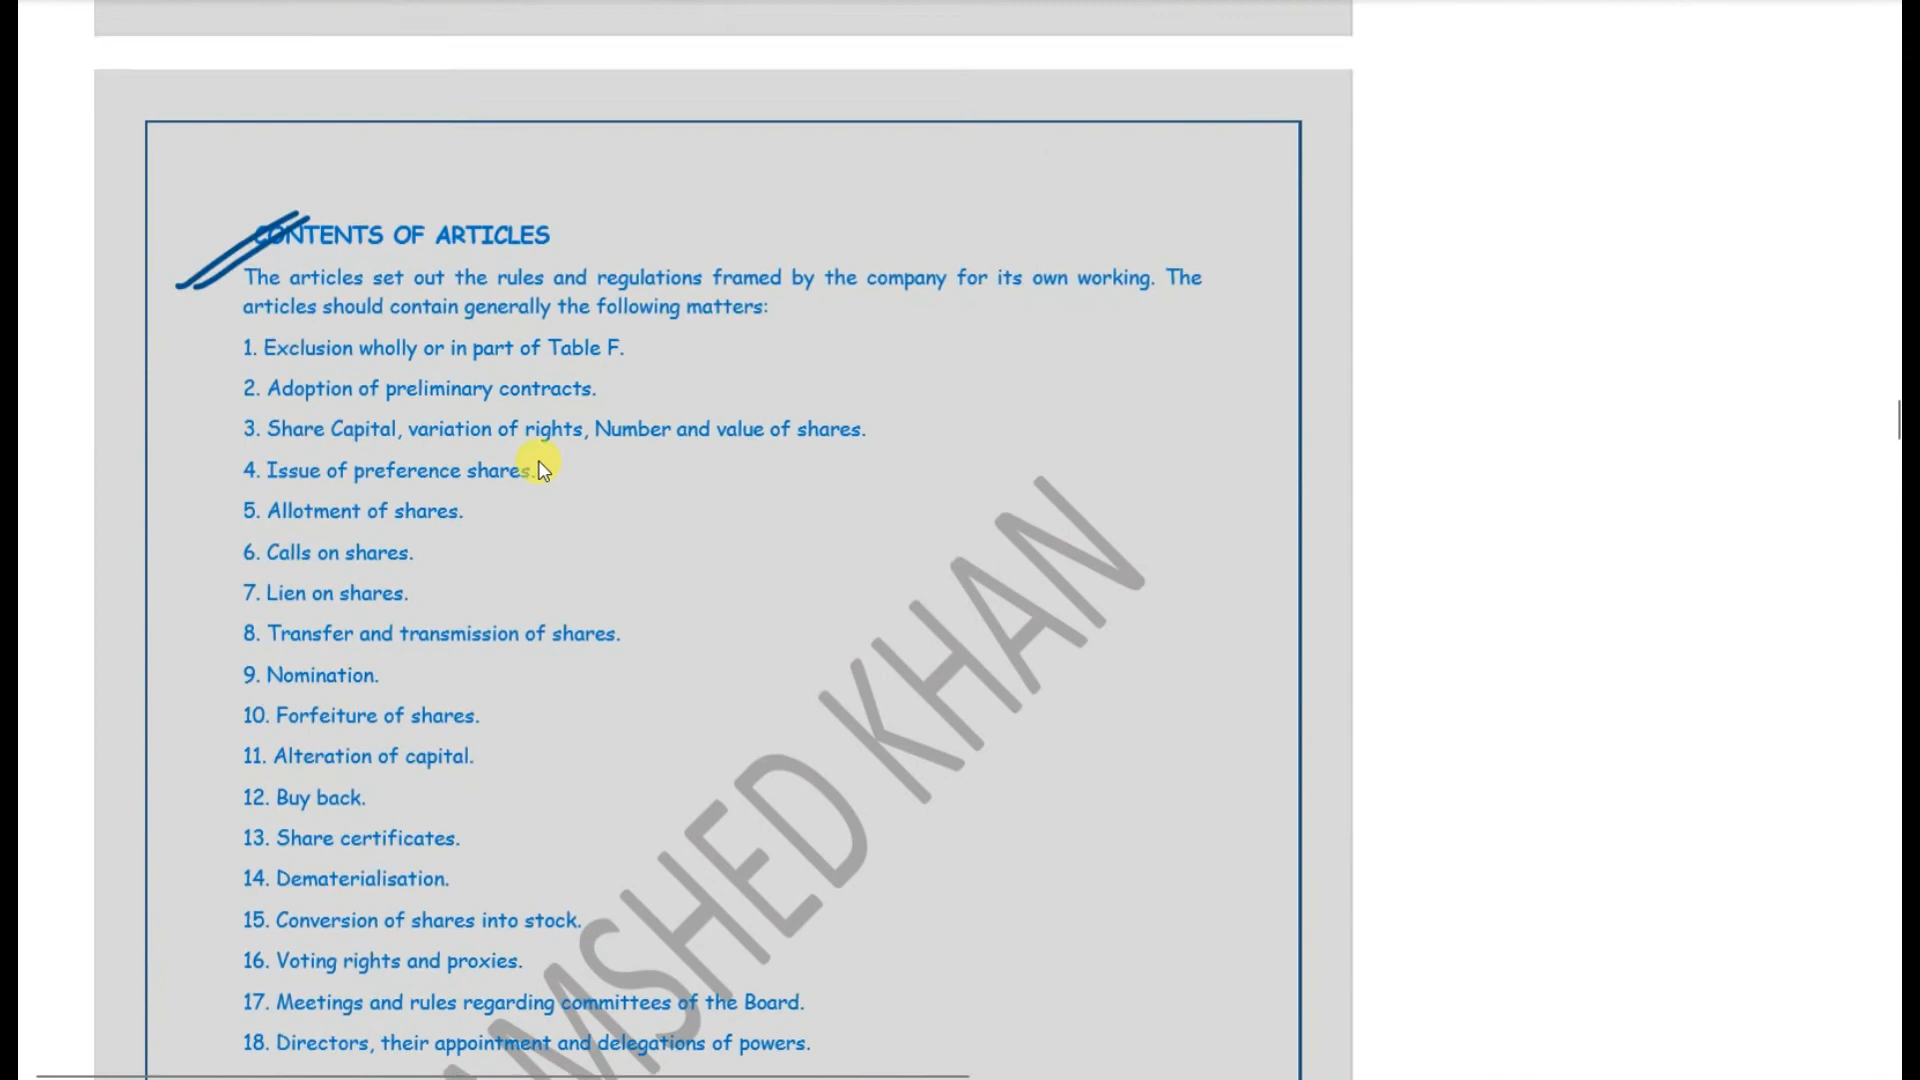 CONTENTS OF ARTICLES
The articles set out the rules and regulations framed by the company for its own working. The
articles should contain generally the following matters:
1. Exclusion wholly or in part of Table F.
2. Adoption of preliminary contracts.
3. Share Capital, variation of rights, Number and value of shares.
4. Issue of preference shares.
5. Allotment of shares.
6. Calls on shares.
7. Lien on shares.
8. Transfer and transmission of shares.
9. Nomination.
10. Forfeiture of shares.
11. Alteration of capital.
12. Buy back.
13. Share certificates.
14. Dematerialisation.
15. Conversion of shares into stock.
16. Voting rights and proxies.
17. Meetings and rules regarding committees of the Board.
18. Directors, their appointment and delegations of powers.
AMSHED KHAN